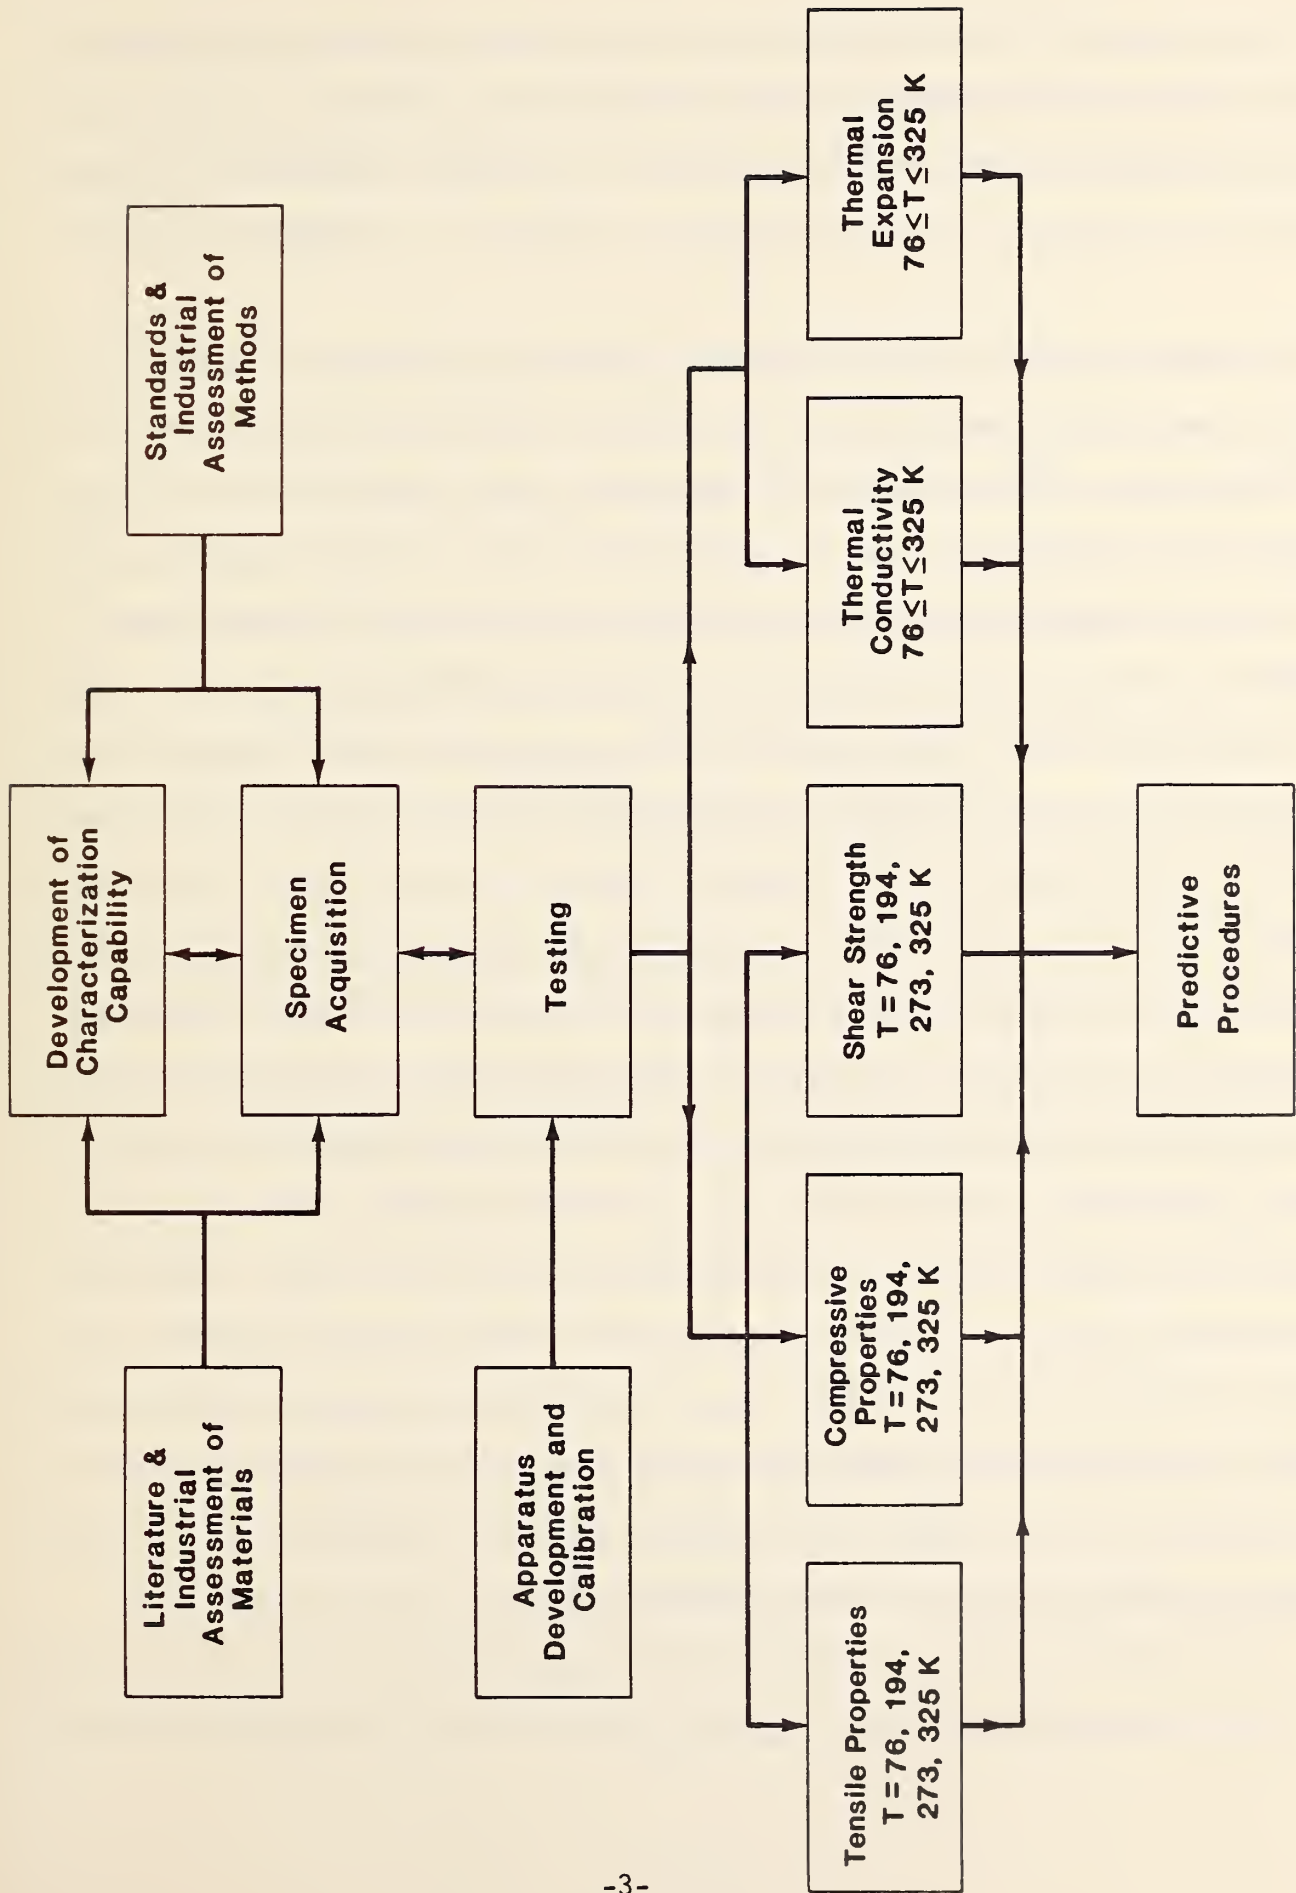 Development of
Characterization
Capability
Literature &
Industrial
Assessment of
Materials
Standards &
Industrial
Assessment of
Methods
Specimen
Acquisition
Apparatus
Development and
Calibration
Testing
Tensile Properties
T = 76, 194,
273, 325 K
Compressive
Properties
T = 76, 194,
273, 325 K
Shear Strength
T = 76, 194,
273, 325 K
Thermal
Conductivity
76 ≤ T ≤ 325 K
Thermal
Expansion
76 ≤ T ≤ 325 K
Predictive
Procedures
-3-